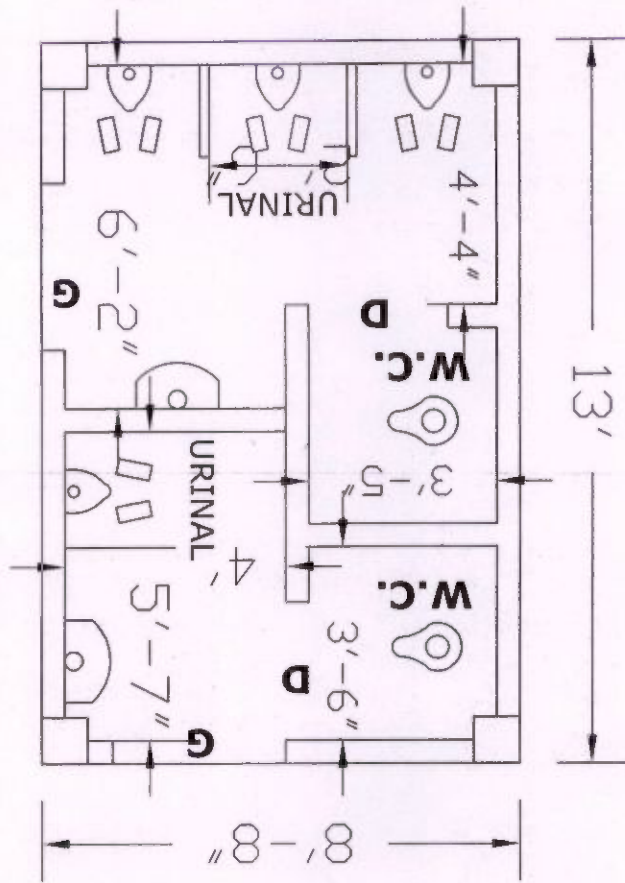 4'-4"
URINAL
6'-2"
G
D
W.C.
13'
URINAL
3'-5"
4'
W.C.
5'-7"
3'-6"
D
G
8'-8"